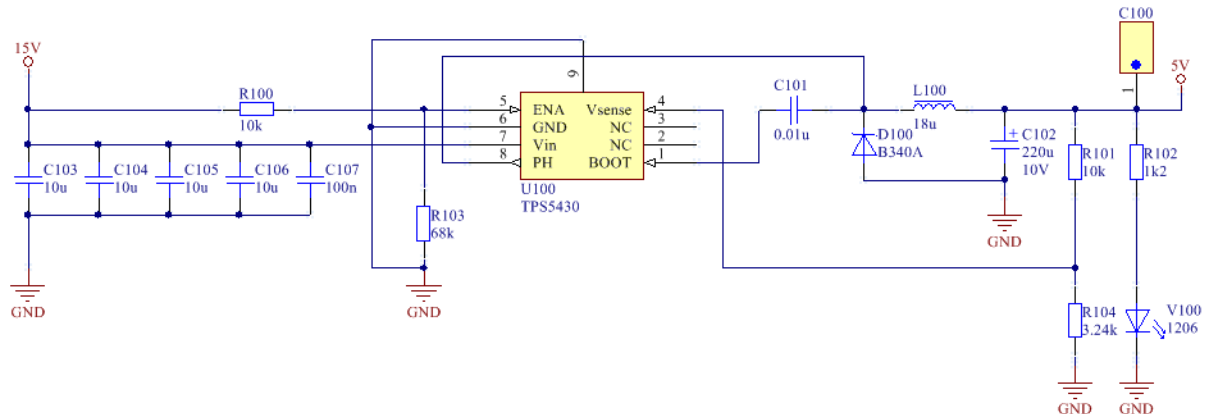 C100
15V
5V
1
9
R100
10k
C101
0.01u
L100
18u
5 ENA Vsense 4
6 GND NC 3
7 Vin NC 2
8 PH BOOT 1
U100
TPS5430
C103
10u
C104
10u
C105
10u
C106
10u
C107
100n
D100
B340A
C102
220u
10V
R101
10k
R102
1k2
R103
68k
GND
GND
GND
R104
3.24k
V100
1206
GND
GND